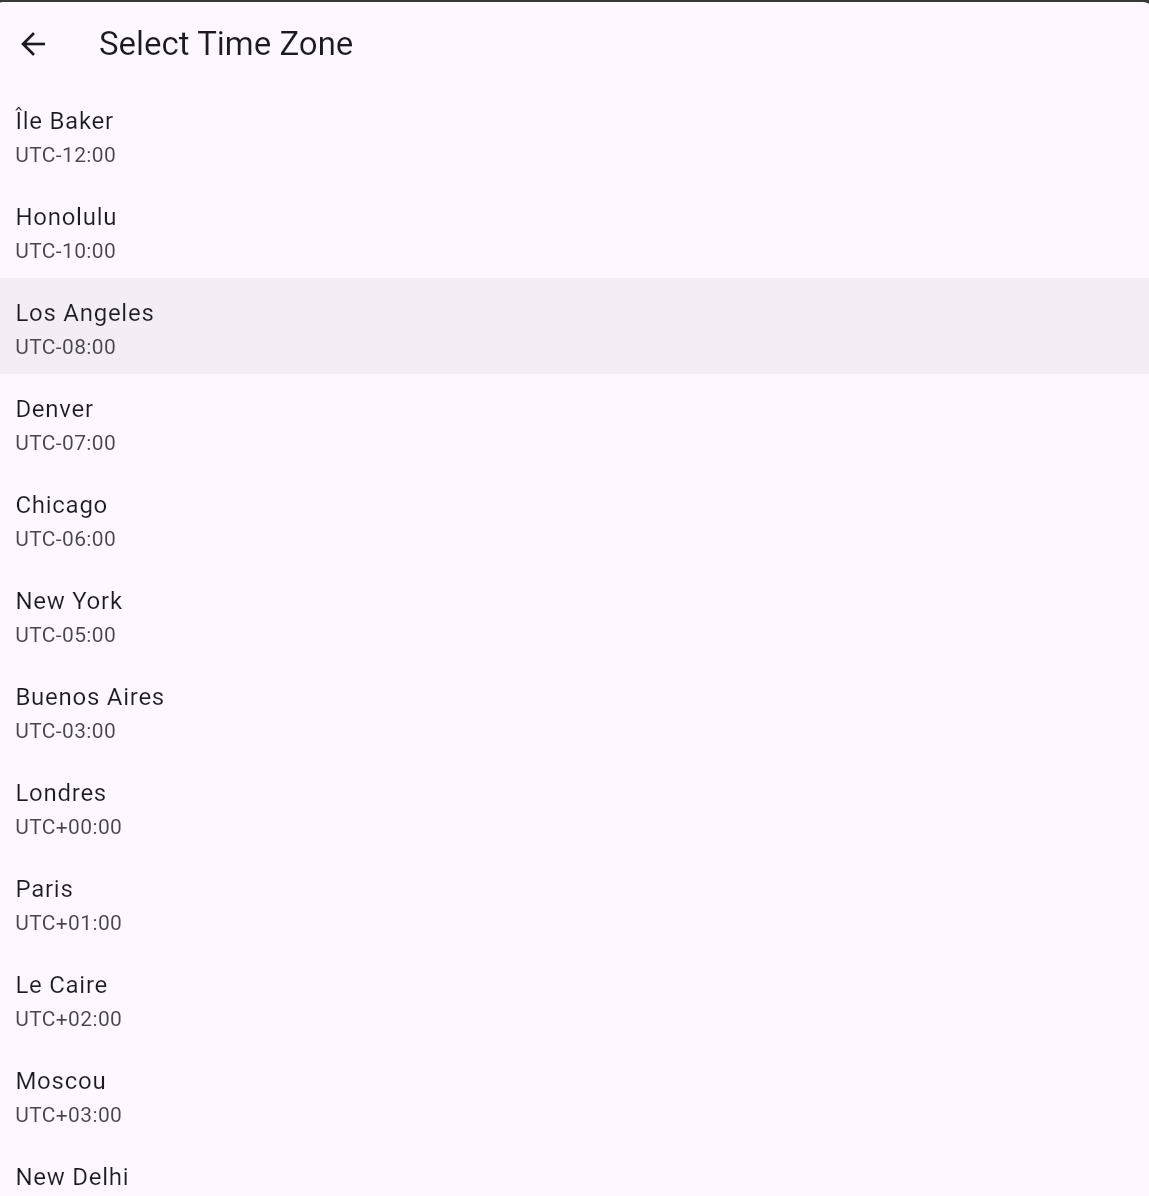 Select Time Zone
Île Baker
UTC-12:00
Honolulu
UTC-10:00
Los Angeles
UTC-08:00
Denver
UTC-07:00
Chicago
UTC-06:00
New York
UTC-05:00
Buenos Aires
UTC-03:00
Londres
UTC+00:00
Paris
UTC+01:00
Le Caire
UTC+02:00
Moscou
UTC+03:00
New Delhi